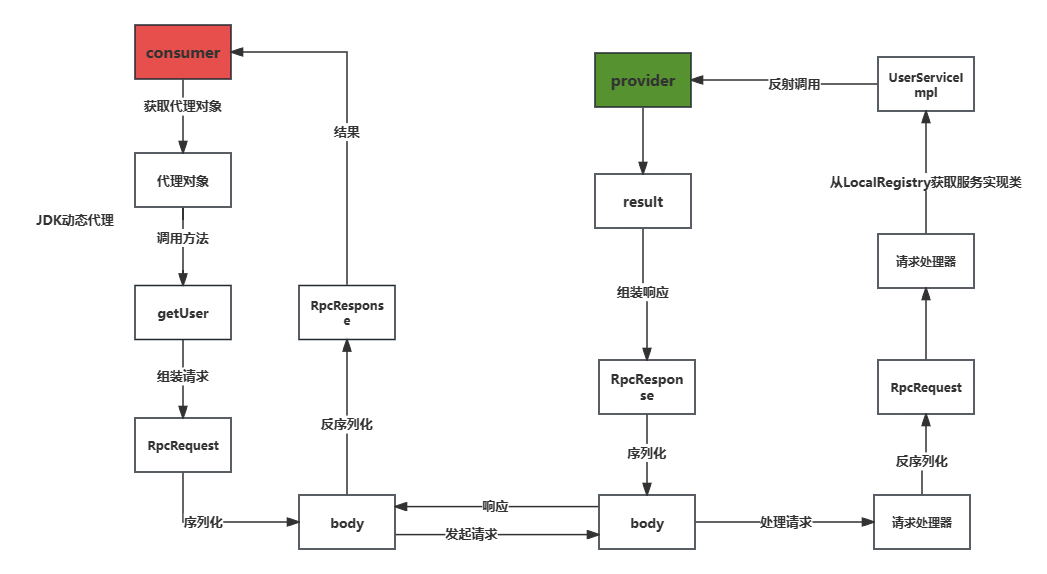 consumer
获取代理对象
代理对象
JDK动态代理
调用方法
getUser
组装请求
RpcRequest
序列化
body
反序列化
RpcRespons
e
结果
发起请求
响应
body
处理请求
请求处理器
反序列化
RpcRequest
请求处理器
从LocalRegistry获取服务实现类
UserServiceI
mpl
反射调用
provider
result
组装响应
RpcRespon
se
序列化